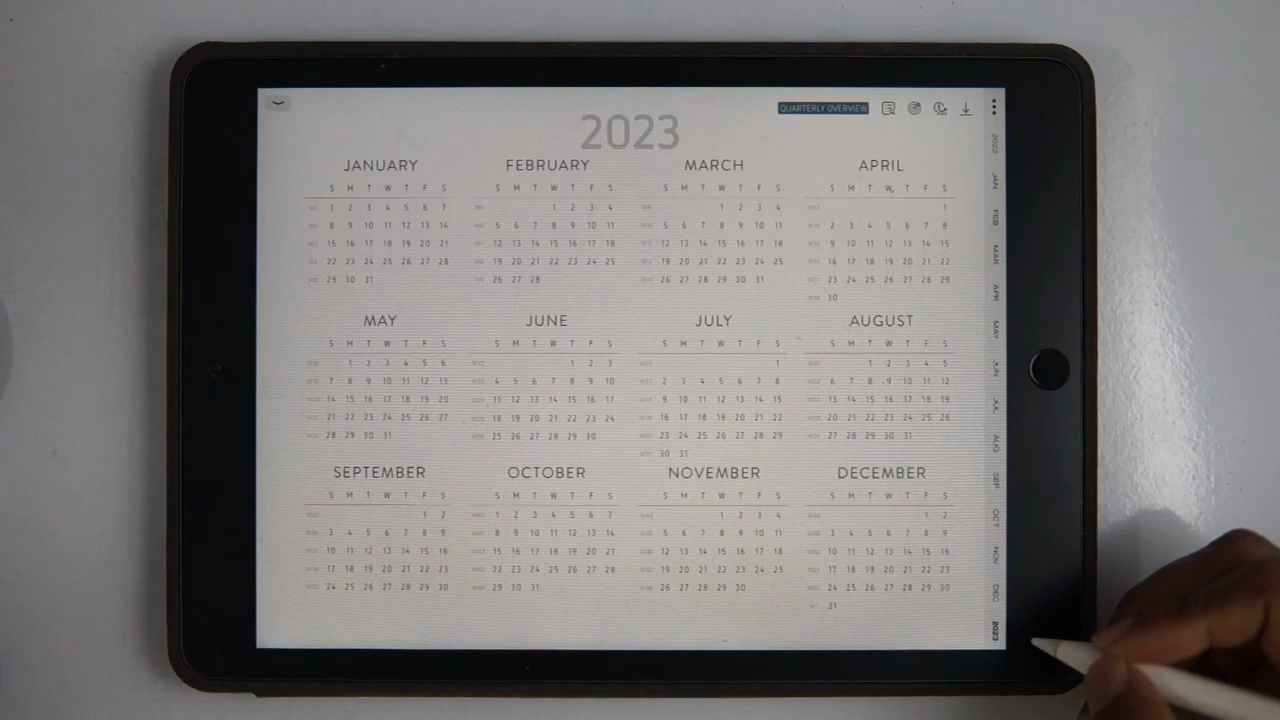 QUARTERLY OVERVIEW
2023
JANUARY FEBRUARY MARCH APRIL
S M T W T F S S M T W T F S S M T W T F S S M T W T F S
1 2 3 4 5 6 7 1 2 3 4 1 2 3 4 1
8 9 10 11 12 13 14 5 6 7 8 9 10 11 5 6 7 8 9 10 11 2 3 4 5 6 7 8
15 16 17 18 19 20 21 12 13 14 15 16 17 18 12 13 14 15 16 17 18 9 10 11 12 13 14 15
22 23 24 25 26 27 28 19 20 21 22 23 24 25 19 20 21 22 23 24 25 16 17 18 19 20 21 22
29 30 31 26 27 28 26 27 28 29 30 31 23 24 25 26 27 28 29
30
MAY JUNE JULY AUGUST
S M T W T F S S M T W T F S S M T W T F S S M T W T F S
1 2 3 4 5 6 1 2 3 1 1 2 3 4 5
7 8 9 10 11 12 13 4 5 6 7 8 9 10 2 3 4 5 6 7 8 6 7 8 9 10 11 12
14 15 16 17 18 19 20 11 12 13 14 15 16 17 9 10 11 12 13 14 15 13 14 15 16 17 18 19
21 22 23 24 25 26 27 18 19 20 21 22 23 24 16 17 18 19 20 21 22 20 21 22 23 24 25 26
28 29 30 31 25 26 27 28 29 30 23 24 25 26 27 28 29 27 28 29 30 31
30 31
SEPTEMBER OCTOBER NOVEMBER DECEMBER
S M T W T F S S M T W T F S S M T W T F S S M T W T F S
1 2 1 2 3 4 5 6 7 1 2 3 4 1 2
3 4 5 6 7 8 9 8 9 10 11 12 13 14 5 6 7 8 9 10 11 3 4 5 6 7 8 9
10 11 12 13 14 15 16 15 16 17 18 19 20 21 12 13 14 15 16 17 18 10 11 12 13 14 15 16
17 18 19 20 21 22 23 22 23 24 25 26 27 28 19 20 21 22 23 24 25 17 18 19 20 21 22 23
24 25 26 27 28 29 30 29 30 31 26 27 28 29 30 24 25 26 27 28 29 30
31
2022
JAN
FEB
MAR
APR
MAY
JUN
JUL
AUG
SEP
OCT
NOV
DEC
2023